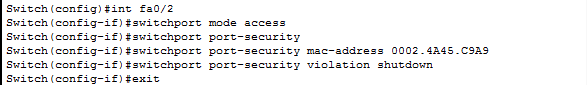 Switch(config)#int fa0/2
Switch(config-if)#switchport mode access
Switch(config-if)#switchport port-security
Switch(config-if)#switchport port-security mac-address 0002.4A45.C9A9
Switch(config-if)#switchport port-security violation shutdown
Switch(config-if)#exit